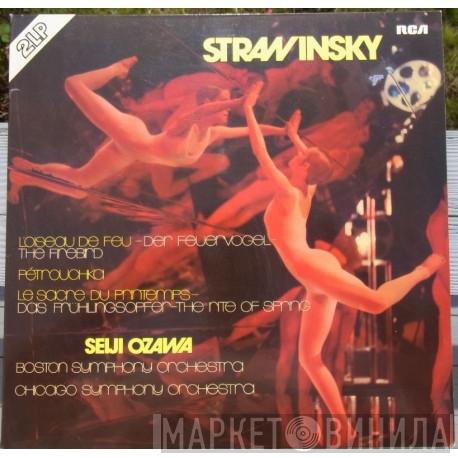 2LP
STRAWINSKY
RCA
L'OISEAU DE FEU - DER FEUERVOGEL -
THE FIREBIRD
PÉTROUCHKA
LE SACRE DU PRINTEMPS -
DAS FRÜHLINGSOPFER - THE RITE OF SPRING
SEIJI OZAWA
BOSTON SYMPHONY ORCHESTRA
CHICAGO SYMPHONY ORCHESTRA
МАРКЕТ ВИНИЛА